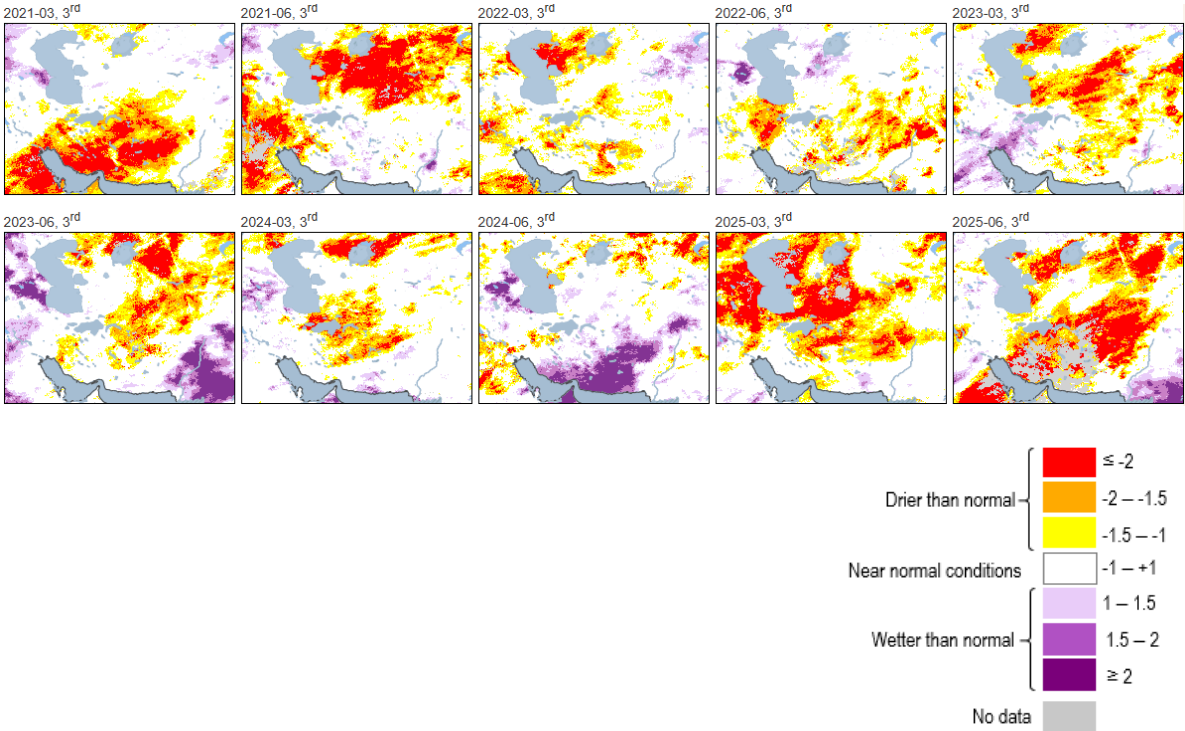 2021-03, 3rd
2021-06, 3rd
2022-03, 3rd
2022-06, 3rd
2023-03, 3rd
2023-06, 3rd
2024-03, 3rd
2024-06, 3rd
2025-03, 3rd
2025-06, 3rd
≤ -2
Drier than normal
-2 – -1.5
-1.5 – -1
Near normal conditions
-1 – +1
1 – 1.5
Wetter than normal
1.5 – 2
≥ 2
No data